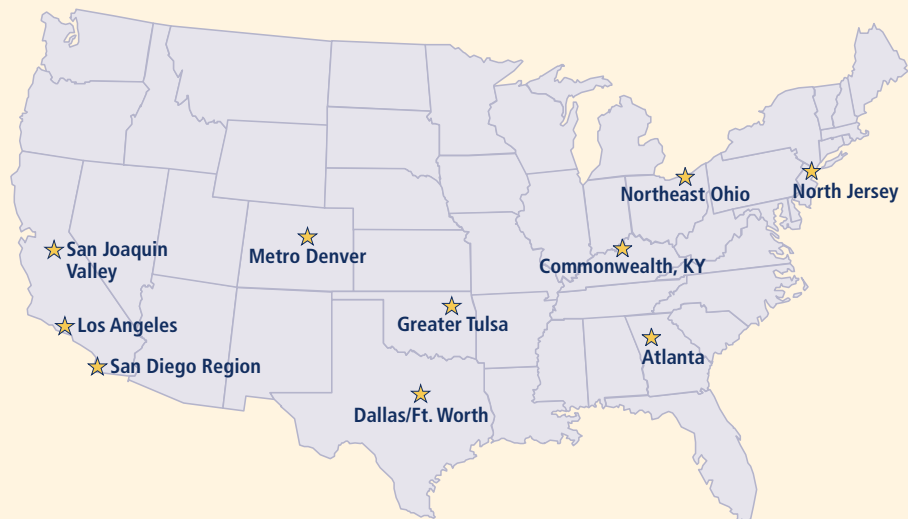 Northeast Ohio
North Jersey
San Joaquin
Valley
Metro Denver
Commonwealth, KY
Los Angeles
Greater Tulsa
San Diego Region
Atlanta
Dallas/Ft. Worth